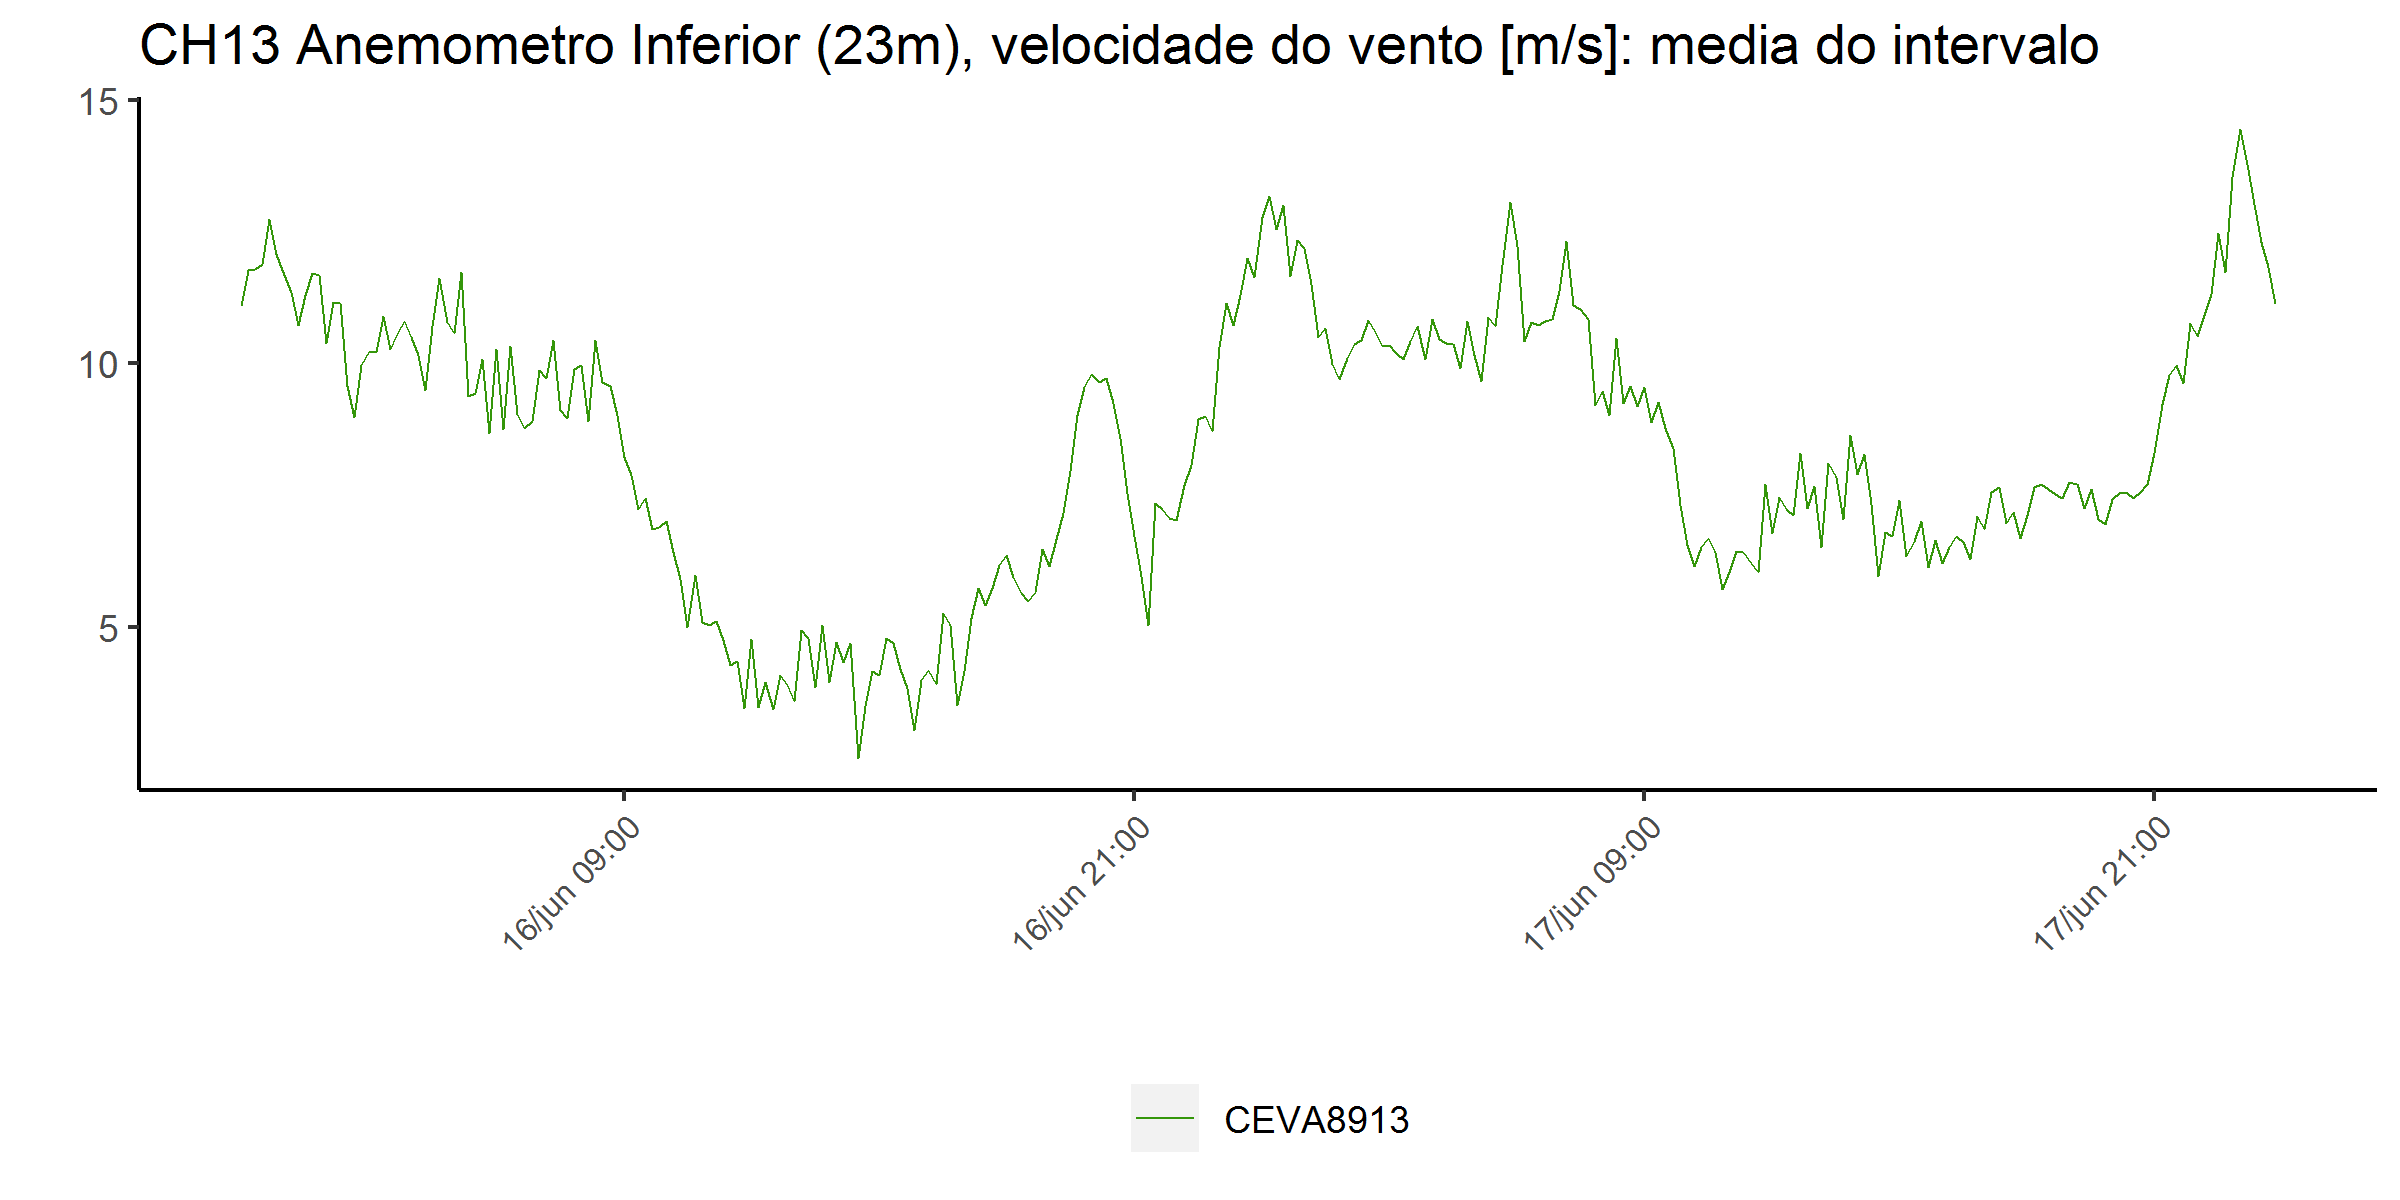 CH13 Anemometro Inferior (23m), velocidade do vento [m/s]: media do intervalo
15
10
5
16/jun 09:00
16/jun 21:00
17/jun 09:00
17/jun 21:00
CEVA8913